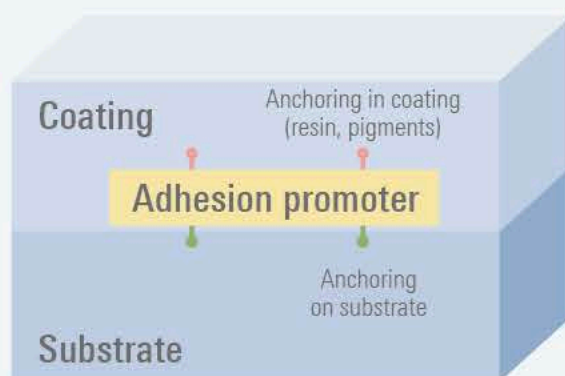 Coating
Anchoring in coating
(resin, pigments)
Adhesion promoter
Anchoring
on substrate
Substrate